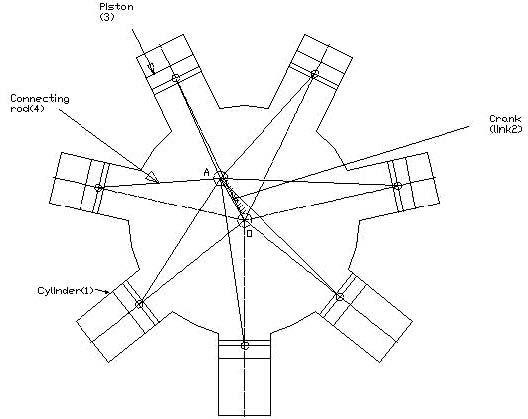 Piston
(3)
Connecting
rod(4)
Crank
(link2)
A
O
Cylinder(1)